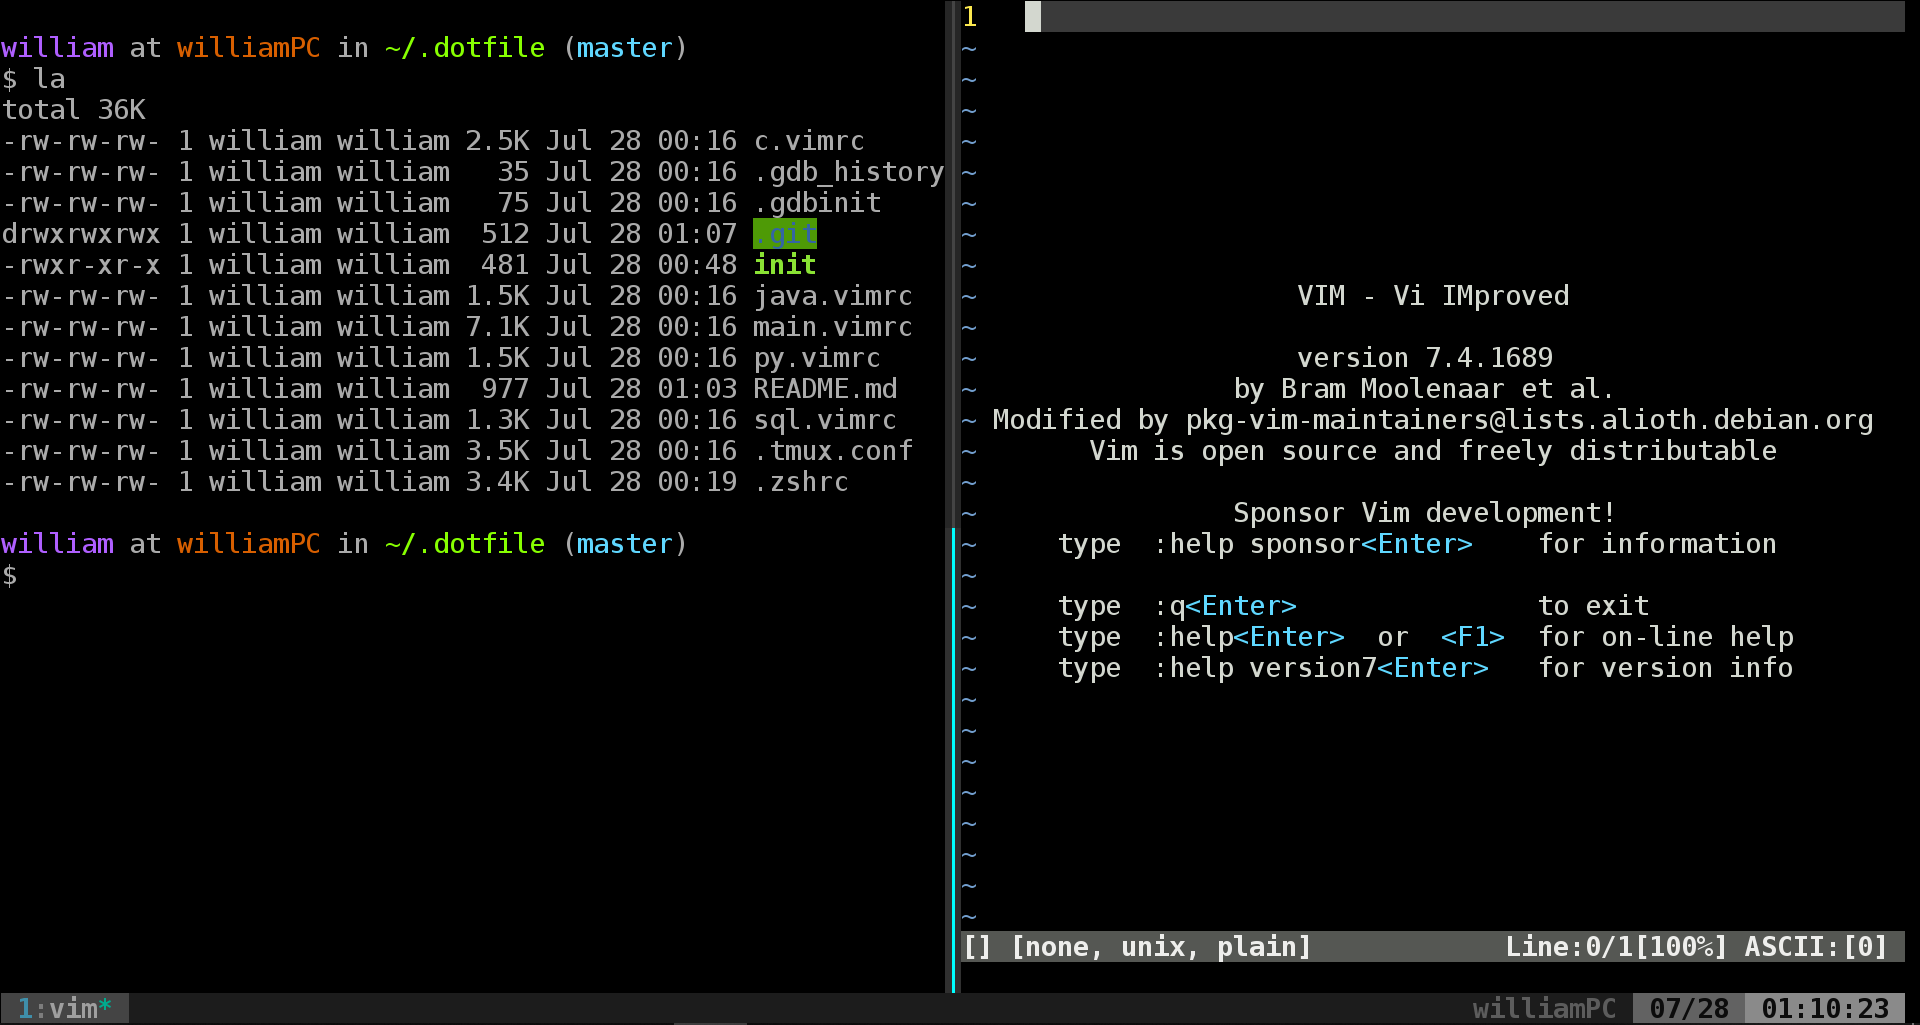 william at williamPC in ~/.dotfile (master)
$ la
total 36K
-rw-rw-rw- 1 william william 2.5K Jul 28 00:16 c.vimrc
-rw-rw-rw- 1 william william   35 Jul 28 00:16 .gdb_history
-rw-rw-rw- 1 william william   75 Jul 28 00:16 .gdbinit
drwxrwxrwx 1 william william  512 Jul 28 01:07 .git
-rwxr-xr-x 1 william william  481 Jul 28 00:48 init
-rw-rw-rw- 1 william william 1.5K Jul 28 00:16 java.vimrc
-rw-rw-rw- 1 william william 7.1K Jul 28 00:16 main.vimrc
-rw-rw-rw- 1 william william 1.5K Jul 28 00:16 py.vimrc
-rw-rw-rw- 1 william william  977 Jul 28 01:03 README.md
-rw-rw-rw- 1 william william 1.3K Jul 28 00:16 sql.vimrc
-rw-rw-rw- 1 william william 3.5K Jul 28 00:16 .tmux.conf
-rw-rw-rw- 1 william william 3.4K Jul 28 00:19 .zshrc
william at williamPC in ~/.dotfile (master)
$
1
~
~
~
~
~
~
~
~
~ VIM - Vi IMproved
~
~ version 7.4.1689
~ by Bram Moolenaar et al.
~ Modified by pkg-vim-maintainers@lists.alioth.debian.org
~ Vim is open source and freely distributable
~
~ Sponsor Vim development!
~ type  :help sponsor<Enter>    for information
~
~ type  :q<Enter>               to exit
~ type  :help<Enter>  or  <F1>  for on-line help
~ type  :help version7<Enter>   for version info
~
~
~
~
~
~
~
~
[] [none, unix, plain] Line:0/1[100%] ASCII:[0]
1:vim* williamPC 07/28 01:10:23